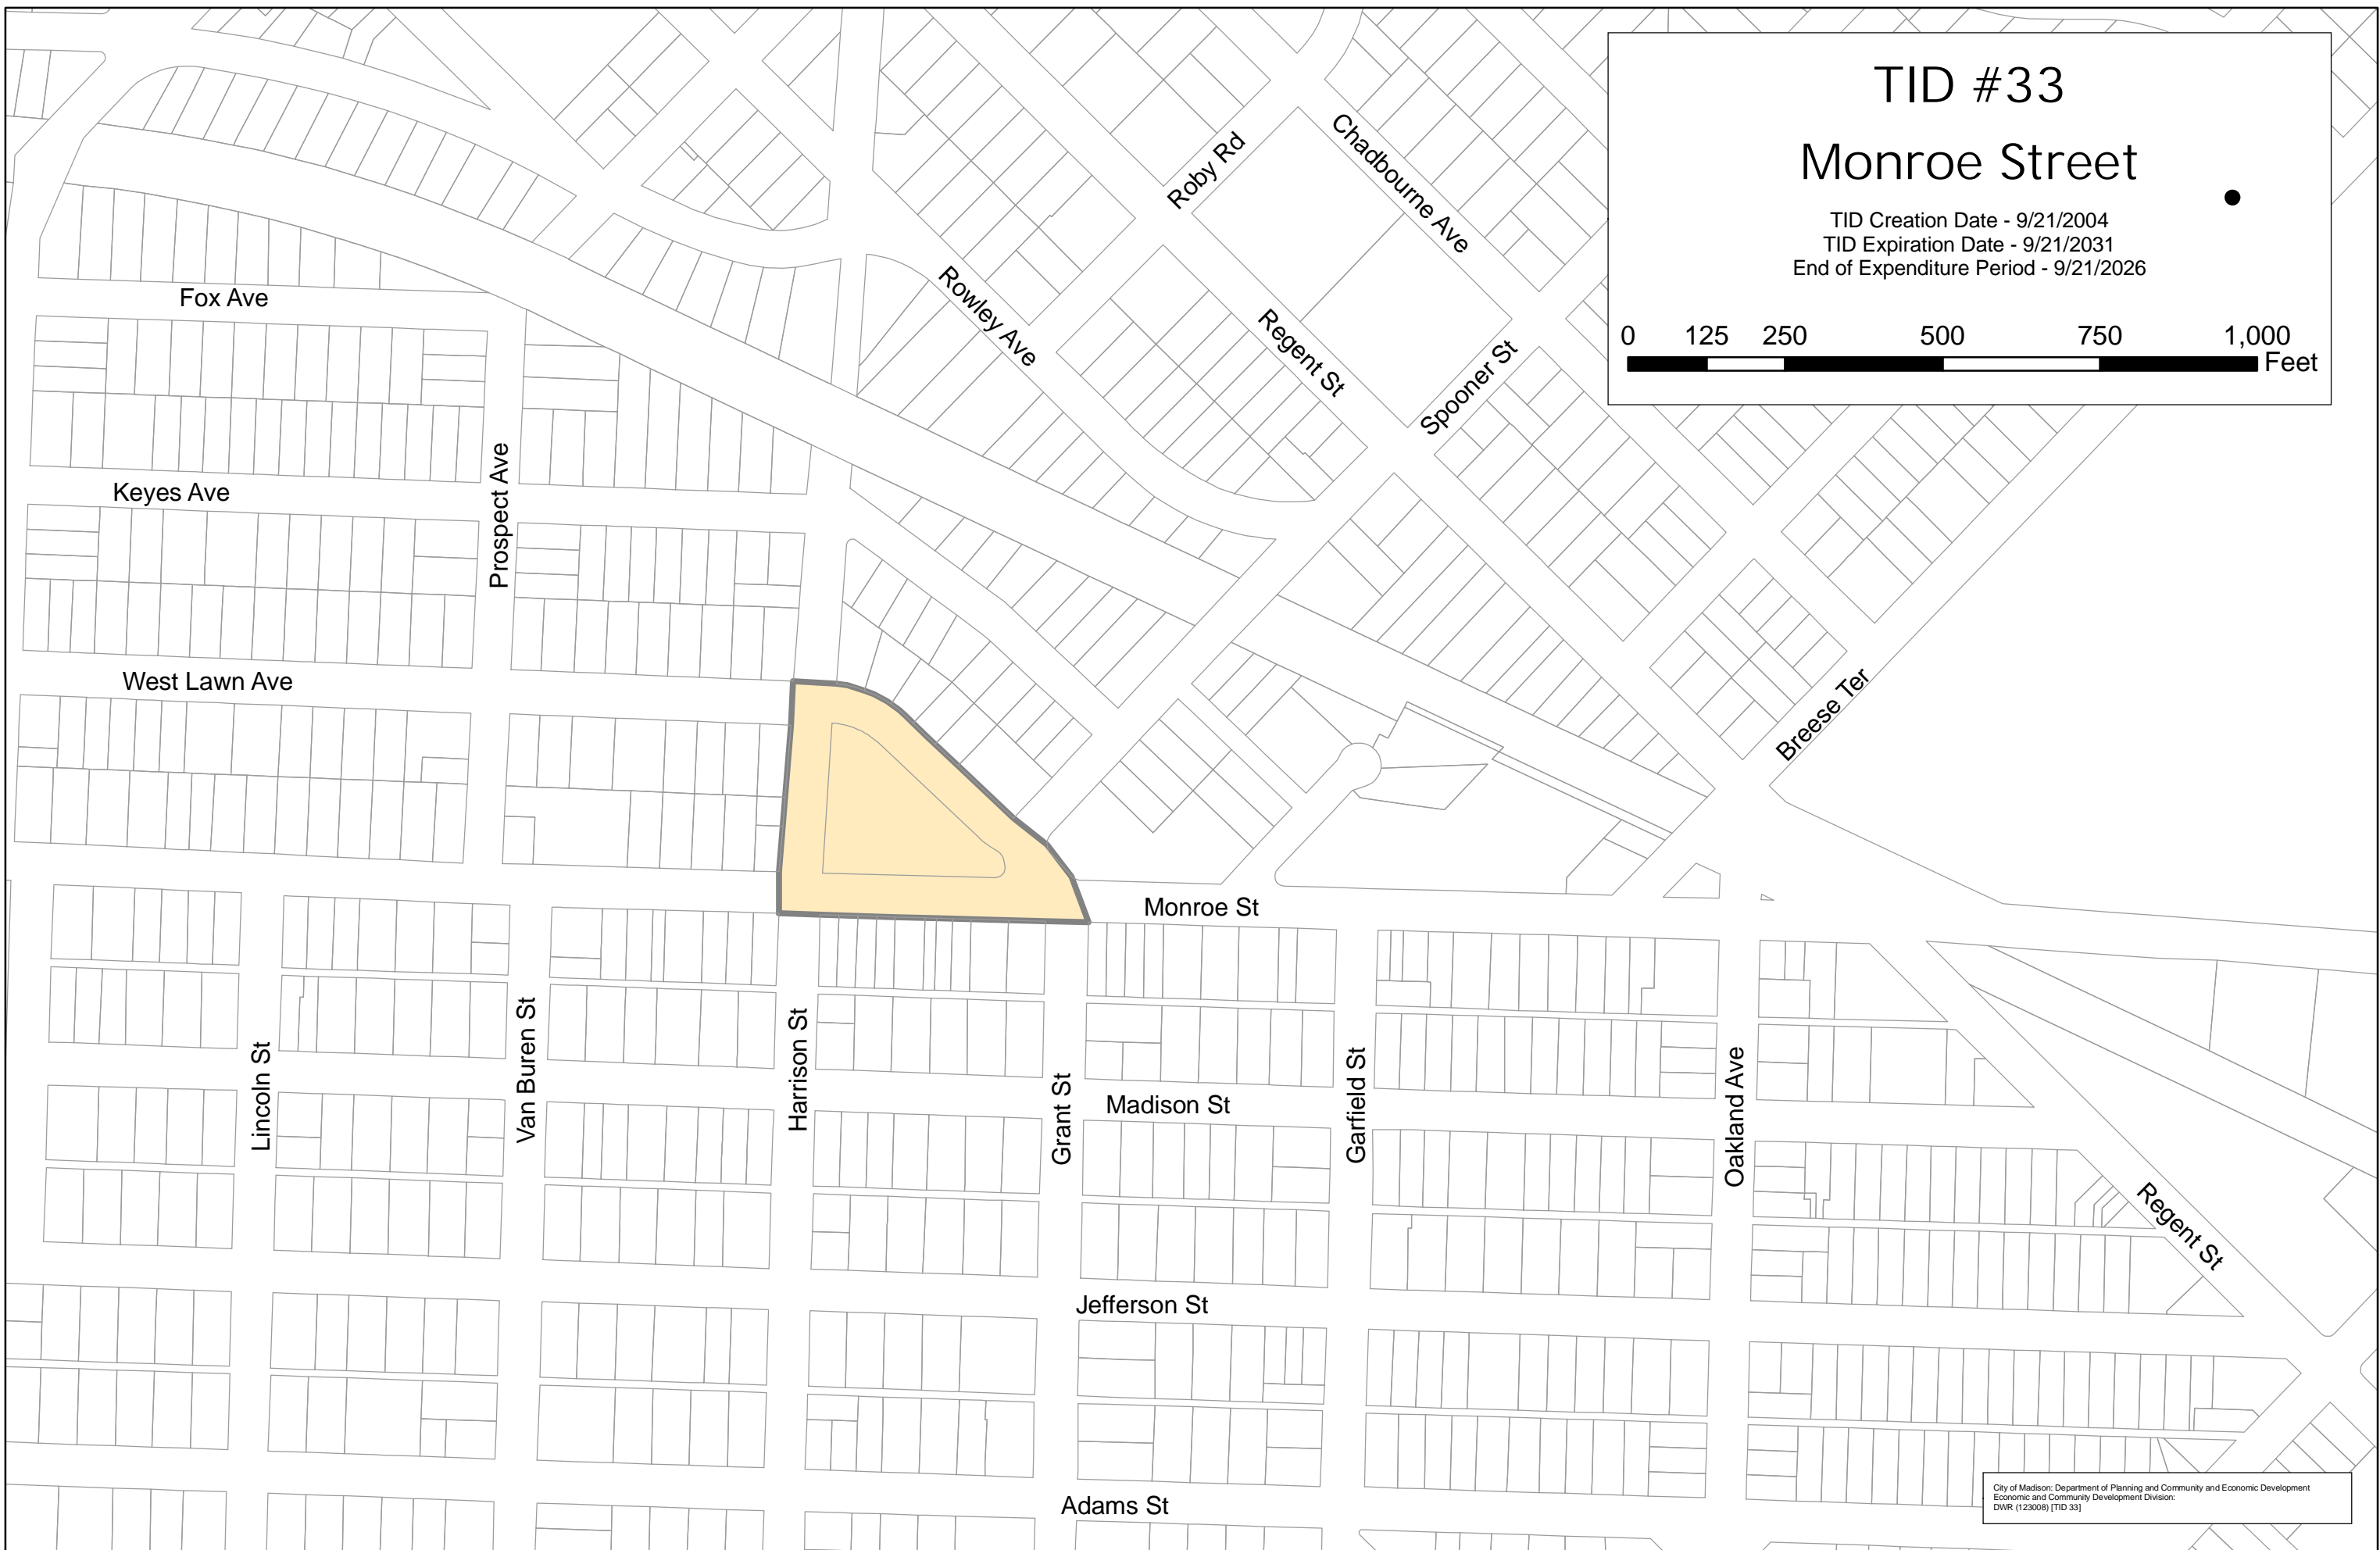 TID #33
Monroe Street
TID Creation Date - 9/21/2004
TID Expiration Date - 9/21/2031
End of Expenditure Period - 9/21/2026
0 125 250 500 750 1,000
Feet
Roby Rd
Chadbourne Ave
Fox Ave
Rowley Ave
Regent St
Spooner St
Keyes Ave
Prospect Ave
West Lawn Ave
Breese Ter
Monroe St
Lincoln St
Van Buren St
Harrison St
Grant St
Madison St
Garfield St
Oakland Ave
Regent St
Jefferson St
Adams St
City of Madison: Department of Planning and Community and Economic Development
Economic and Community Development Division:
DWR (123008) [TID 33]